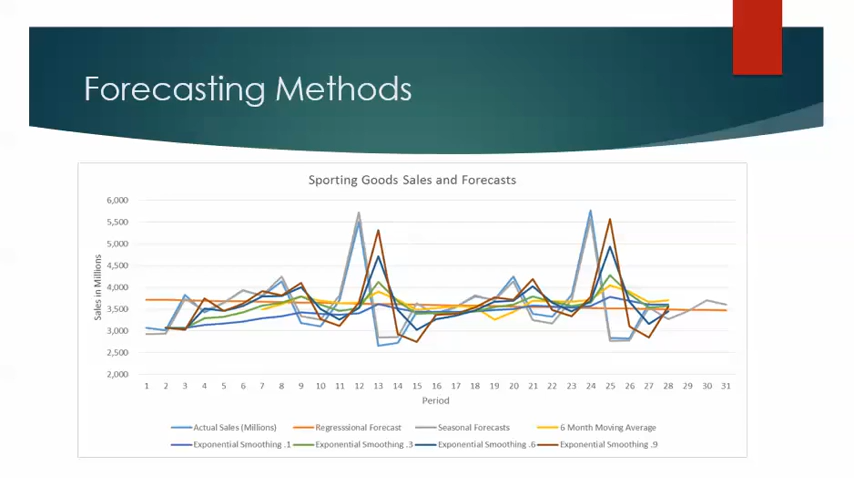 Forecasting Methods
Sporting Goods Sales and Forecasts
6,000
5,500
5,000
4,500
4,000
3,500
3,000
2,500
2,000
Sales in Millions
1 2 3 4 5 6 7 8 9 10 11 12 13 14 15 16 17 18 19 20 21 22 23 24 25 26 27 28 29 30 31
Period
Actual Sales (Millions) Regresssional Forecast Seasonal Forecasts 6 Month Moving Average
Exponential Smoothing .1 Exponential Smoothing .3 Exponential Smoothing .6 Exponential Smoothing .9